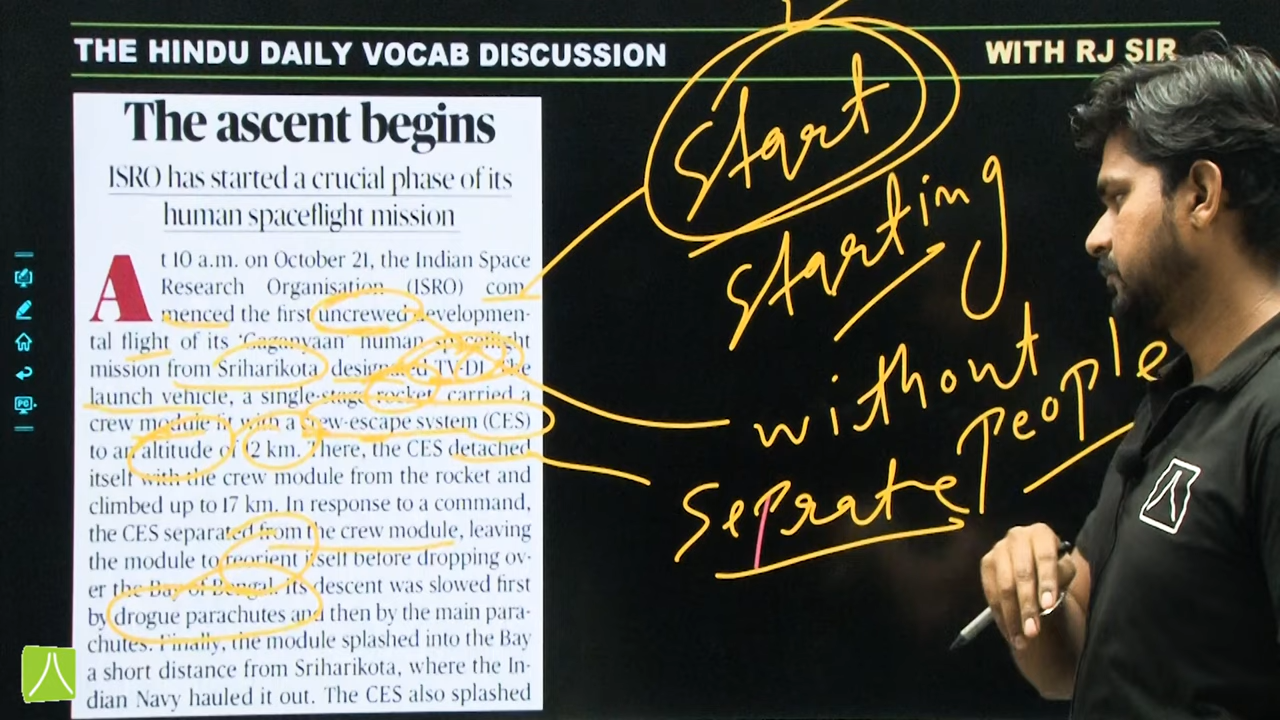 THE HINDU DAILY VOCAB DISCUSSION
WITH RJ SIR
The ascent begins
ISRO has started a crucial phase of its
human spaceflight mission
At 10 a.m. on October 21, the Indian Space
Research Organisation (ISRO) com
menced the first uncrewed developmen-
tal flight of its 'Gaganyaan' human spaceflight
mission from Sriharikota designated TV-D1. The
launch vehicle, a single-stage rocket, carried a
crew module fit with a crew-escape system (CES)
to an altitude of 12 km. There, the CES detached
itself with the crew module from the rocket and
climbed up to 17 km. In response to a command,
the CES separated from the crew module, leaving
the module to reorient itself before dropping ov-
er the Bay of Bengal. Its descent was slowed first
by drogue parachutes and then by the main para-
chutes. Finally, the module splashed into the Bay
a short distance from Sriharikota, where the In-
dian Navy hauled it out. The CES also splashed
Start
Starting
without
People
Seprate
PC